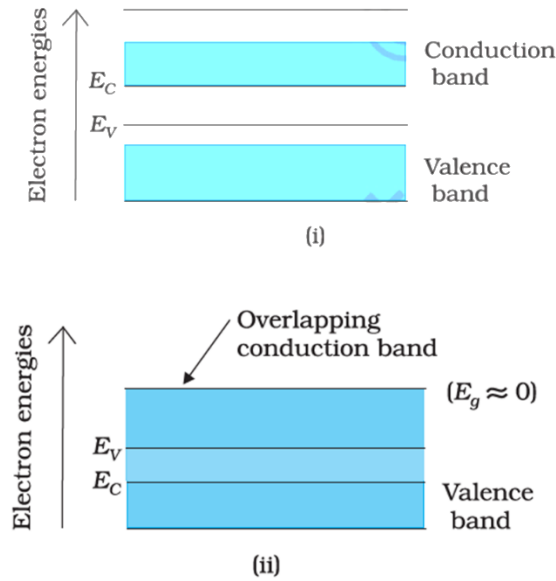 Electron energies
Conduction
band
E_C
E_V
Valence
band
(i)
Overlapping
conduction band
Electron energies
(E_g ≈ 0)
E_V
E_C
Valence
band
(ii)